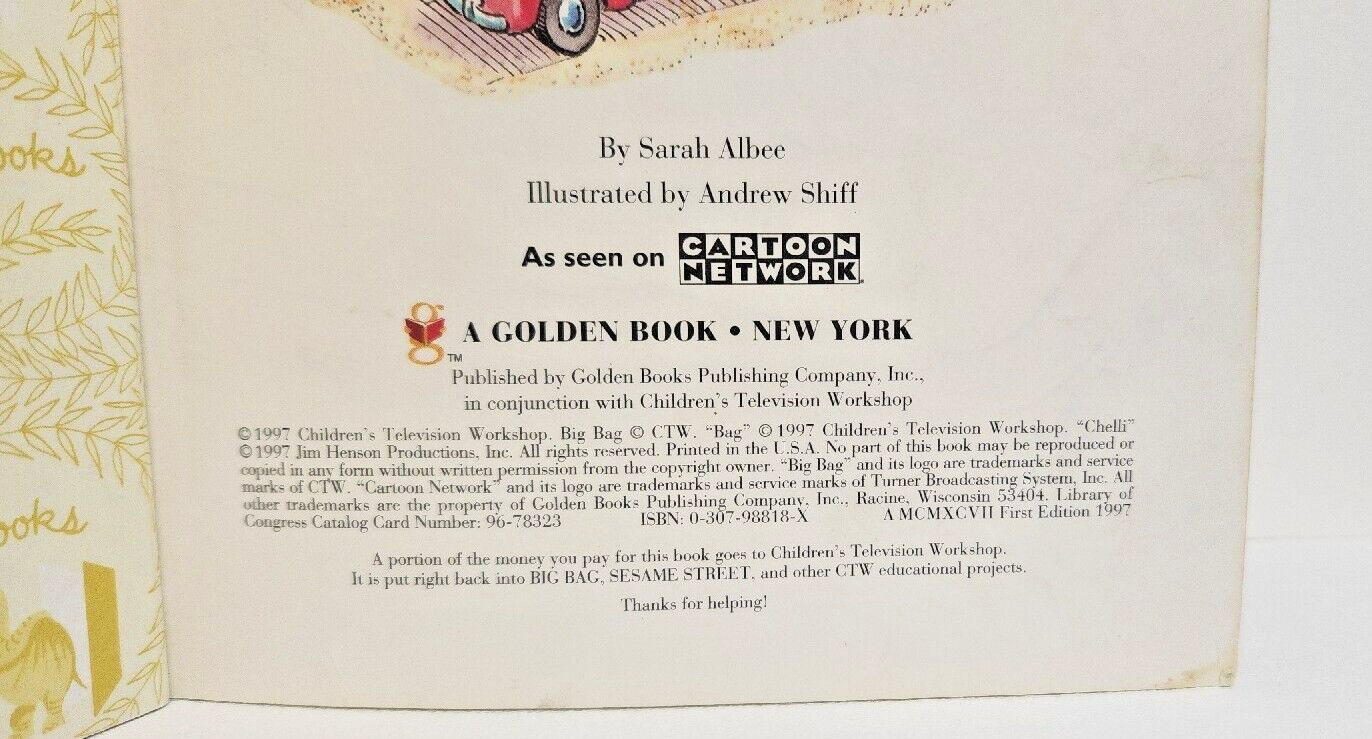 ooks
ooks
By Sarah Albee
Illustrated by Andrew Shiff
As seen on CARTOON NETWORK
A GOLDEN BOOK • NEW YORK
TM
Published by Golden Books Publishing Company, Inc.,
in conjunction with Children's Television Workshop
©1997 Children's Television Workshop. Big Bag © CTW. "Bag" © 1997 Children's Television Workshop. "Chelli"
©1997 Jim Henson Productions, Inc. All rights reserved. Printed in the U.S.A. No part of this book may be reproduced or
copied in any form without written permission from the copyright owner. "Big Bag" and its logo are trademarks and service
marks of CTW. "Cartoon Network" and its logo are trademarks and service marks of Turner Broadcasting System, Inc. All
other trademarks are the property of Golden Books Publishing Company, Inc., Racine, Wisconsin 53404. Library of
Congress Catalog Card Number: 96-78323 ISBN: 0-307-98818-X A MCMXCVII First Edition 1997
A portion of the money you pay for this book goes to Children's Television Workshop.
It is put right back into BIG BAG, SESAME STREET, and other CTW educational projects.
Thanks for helping!